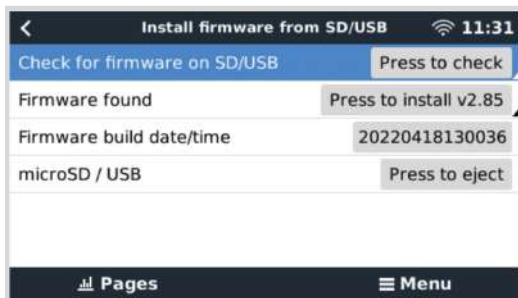 Install firmware from SD/USB 11:31
Check for firmware on SD/USB Press to check
Firmware found Press to install v2.85
Firmware build date/time 20220418130036
microSD / USB Press to eject
Pages Menu